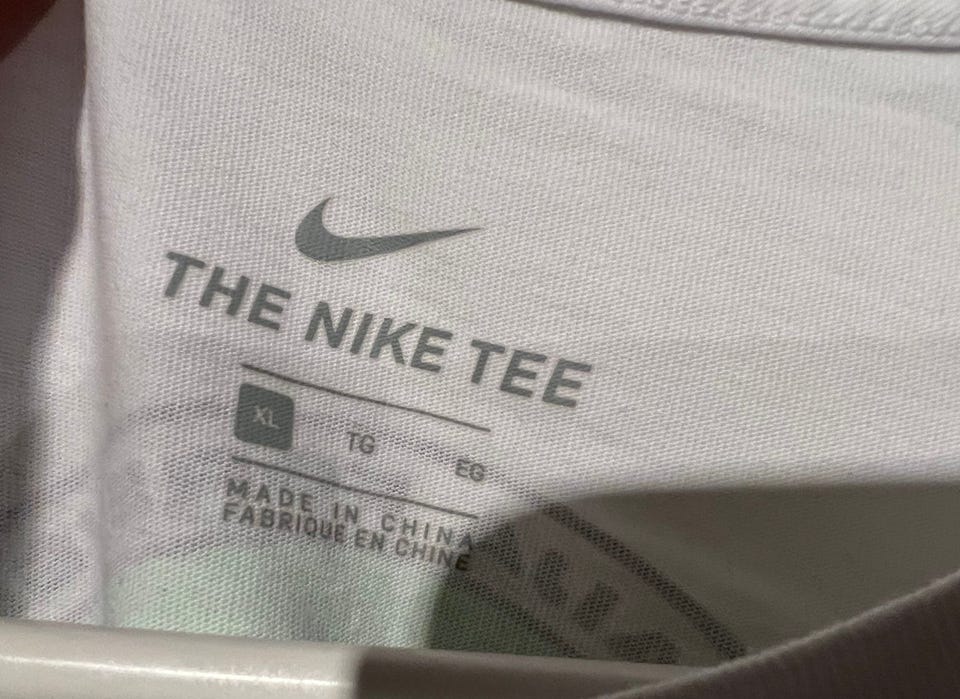 THE NIKE TEE
XL TG EG
MADE IN CHINA
FABRIQUE EN CHINE